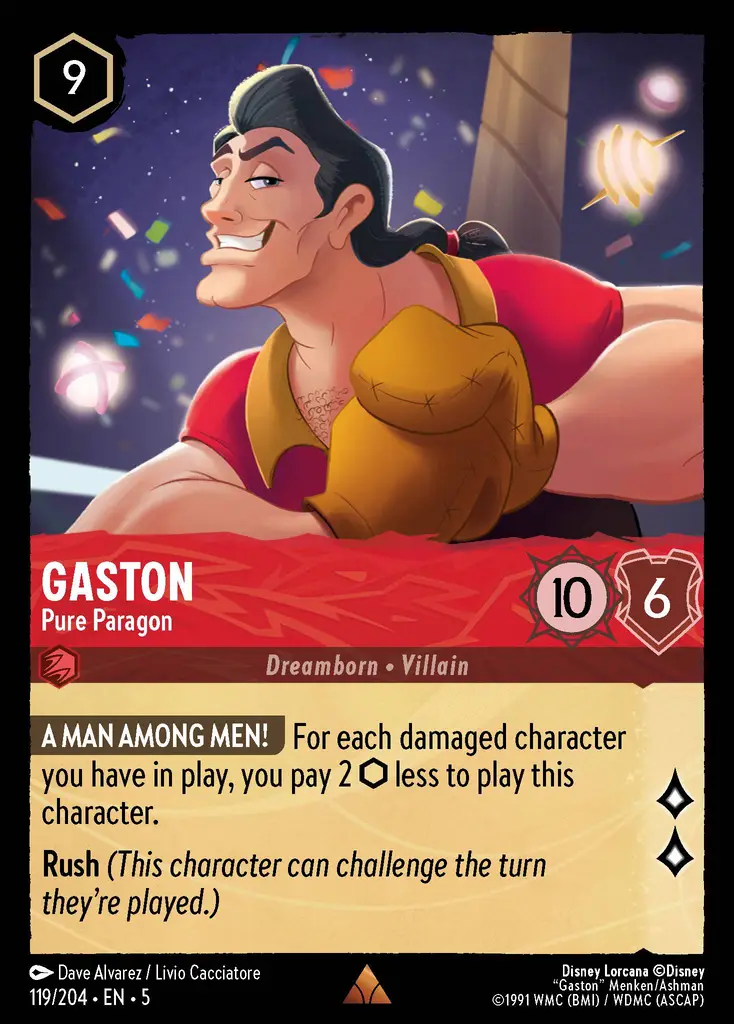 9
GASTON
Pure Paragon
10
6
Dreamborn • Villain
A MAN AMONG MEN! For each damaged character
you have in play, you pay 2 ⬡ less to play this
character.
Rush (This character can challenge the turn
they're played.)
Dave Alvarez / Livio Cacciatore
119/204 • EN • 5
Disney Lorcana ©Disney
"Gaston" Menken/Ashman
©1991 WMC (BMI) / WDMC (ASCAP)